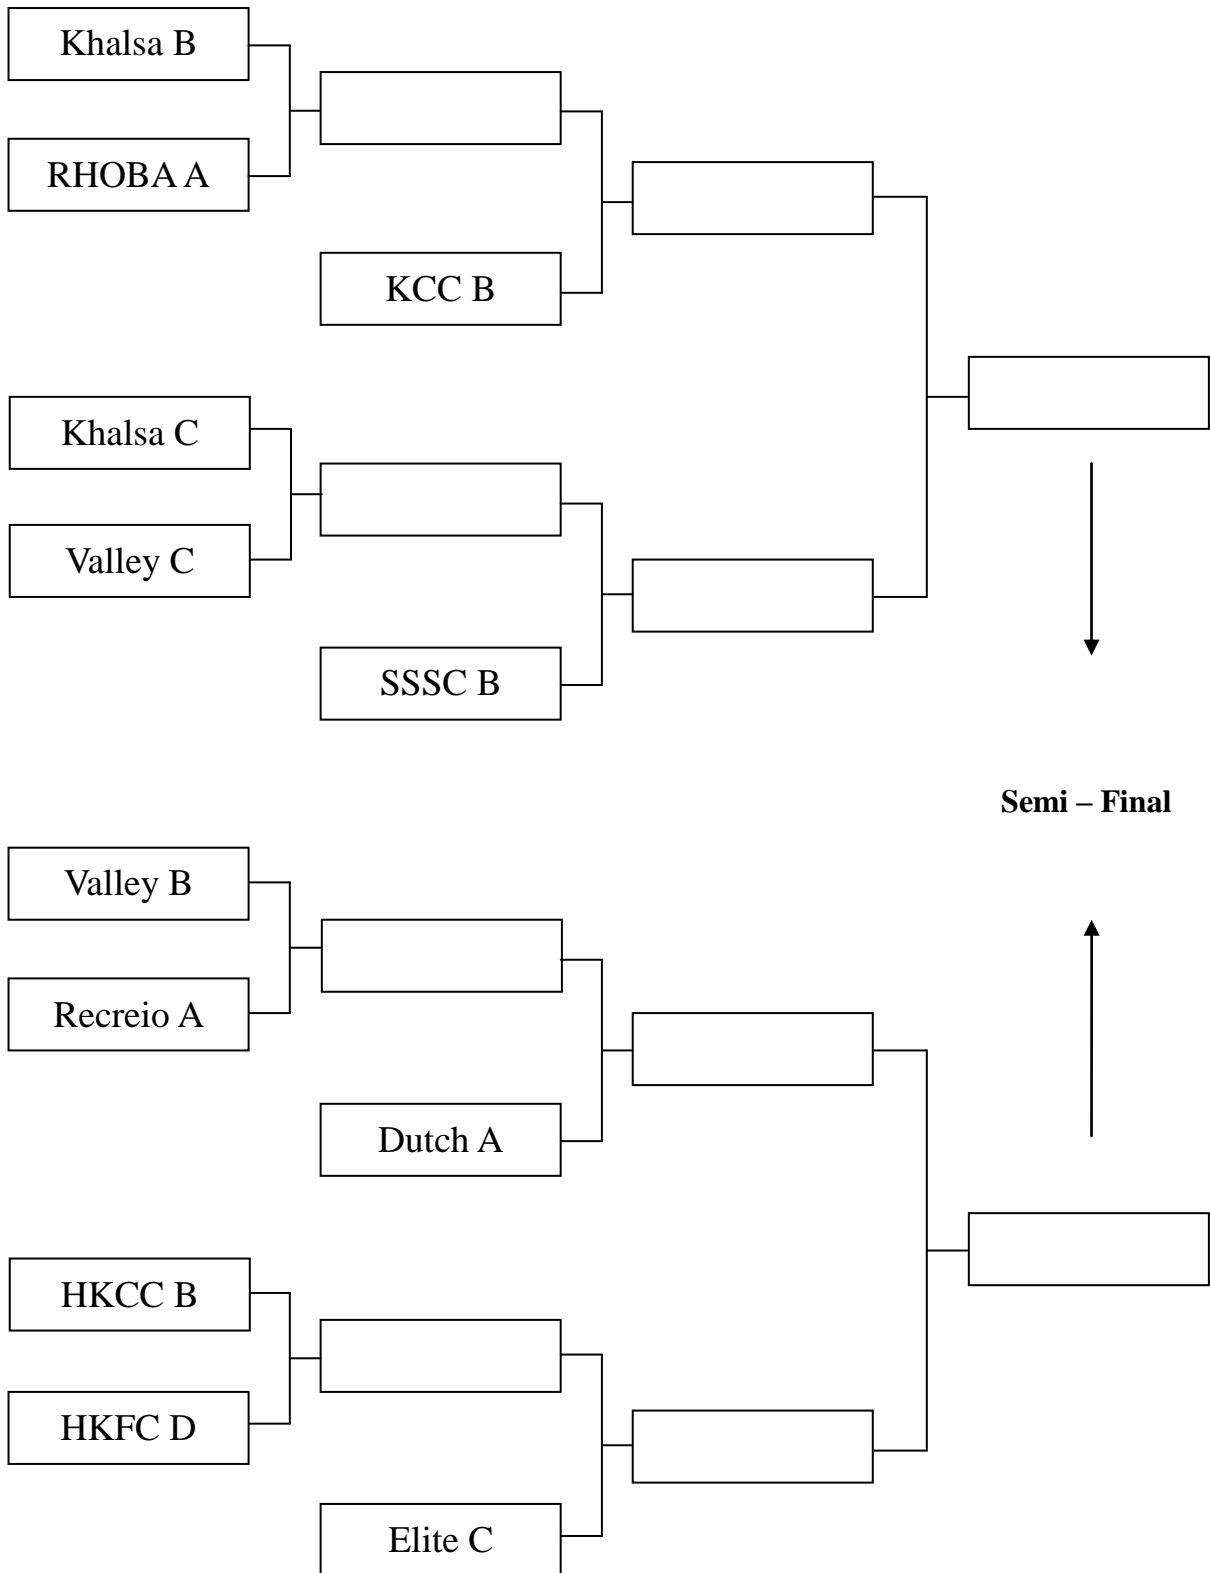 Khalsa B
RHOBA A
KCC B
Khalsa C
Valley C
SSSC B
Semi – Final
Valley B
Recreio A
Dutch A
HKCC B
HKFC D
Elite C